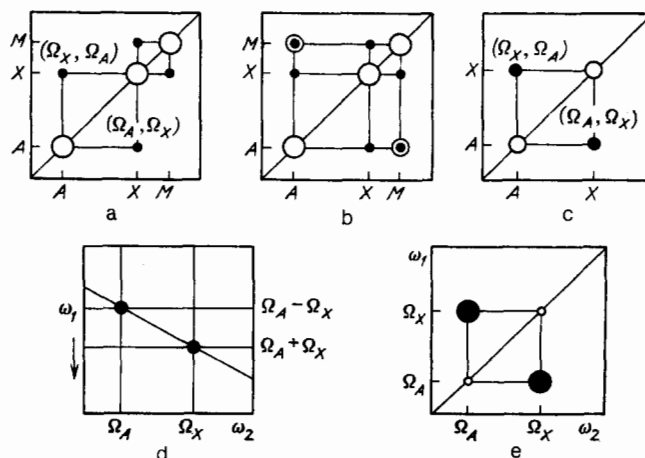 M
X
A
(Ω_X, Ω_A)
(Ω_A, Ω_X)
A X M
a
M
X
A
A X M
b
X
A
(Ω_X, Ω_A)
(Ω_A, Ω_X)
A X
c
ω_1
Ω_A − Ω_X
Ω_A + Ω_X
Ω_A Ω_X ω_2
d
ω_1
Ω_X
Ω_A
Ω_A Ω_X ω_2
e